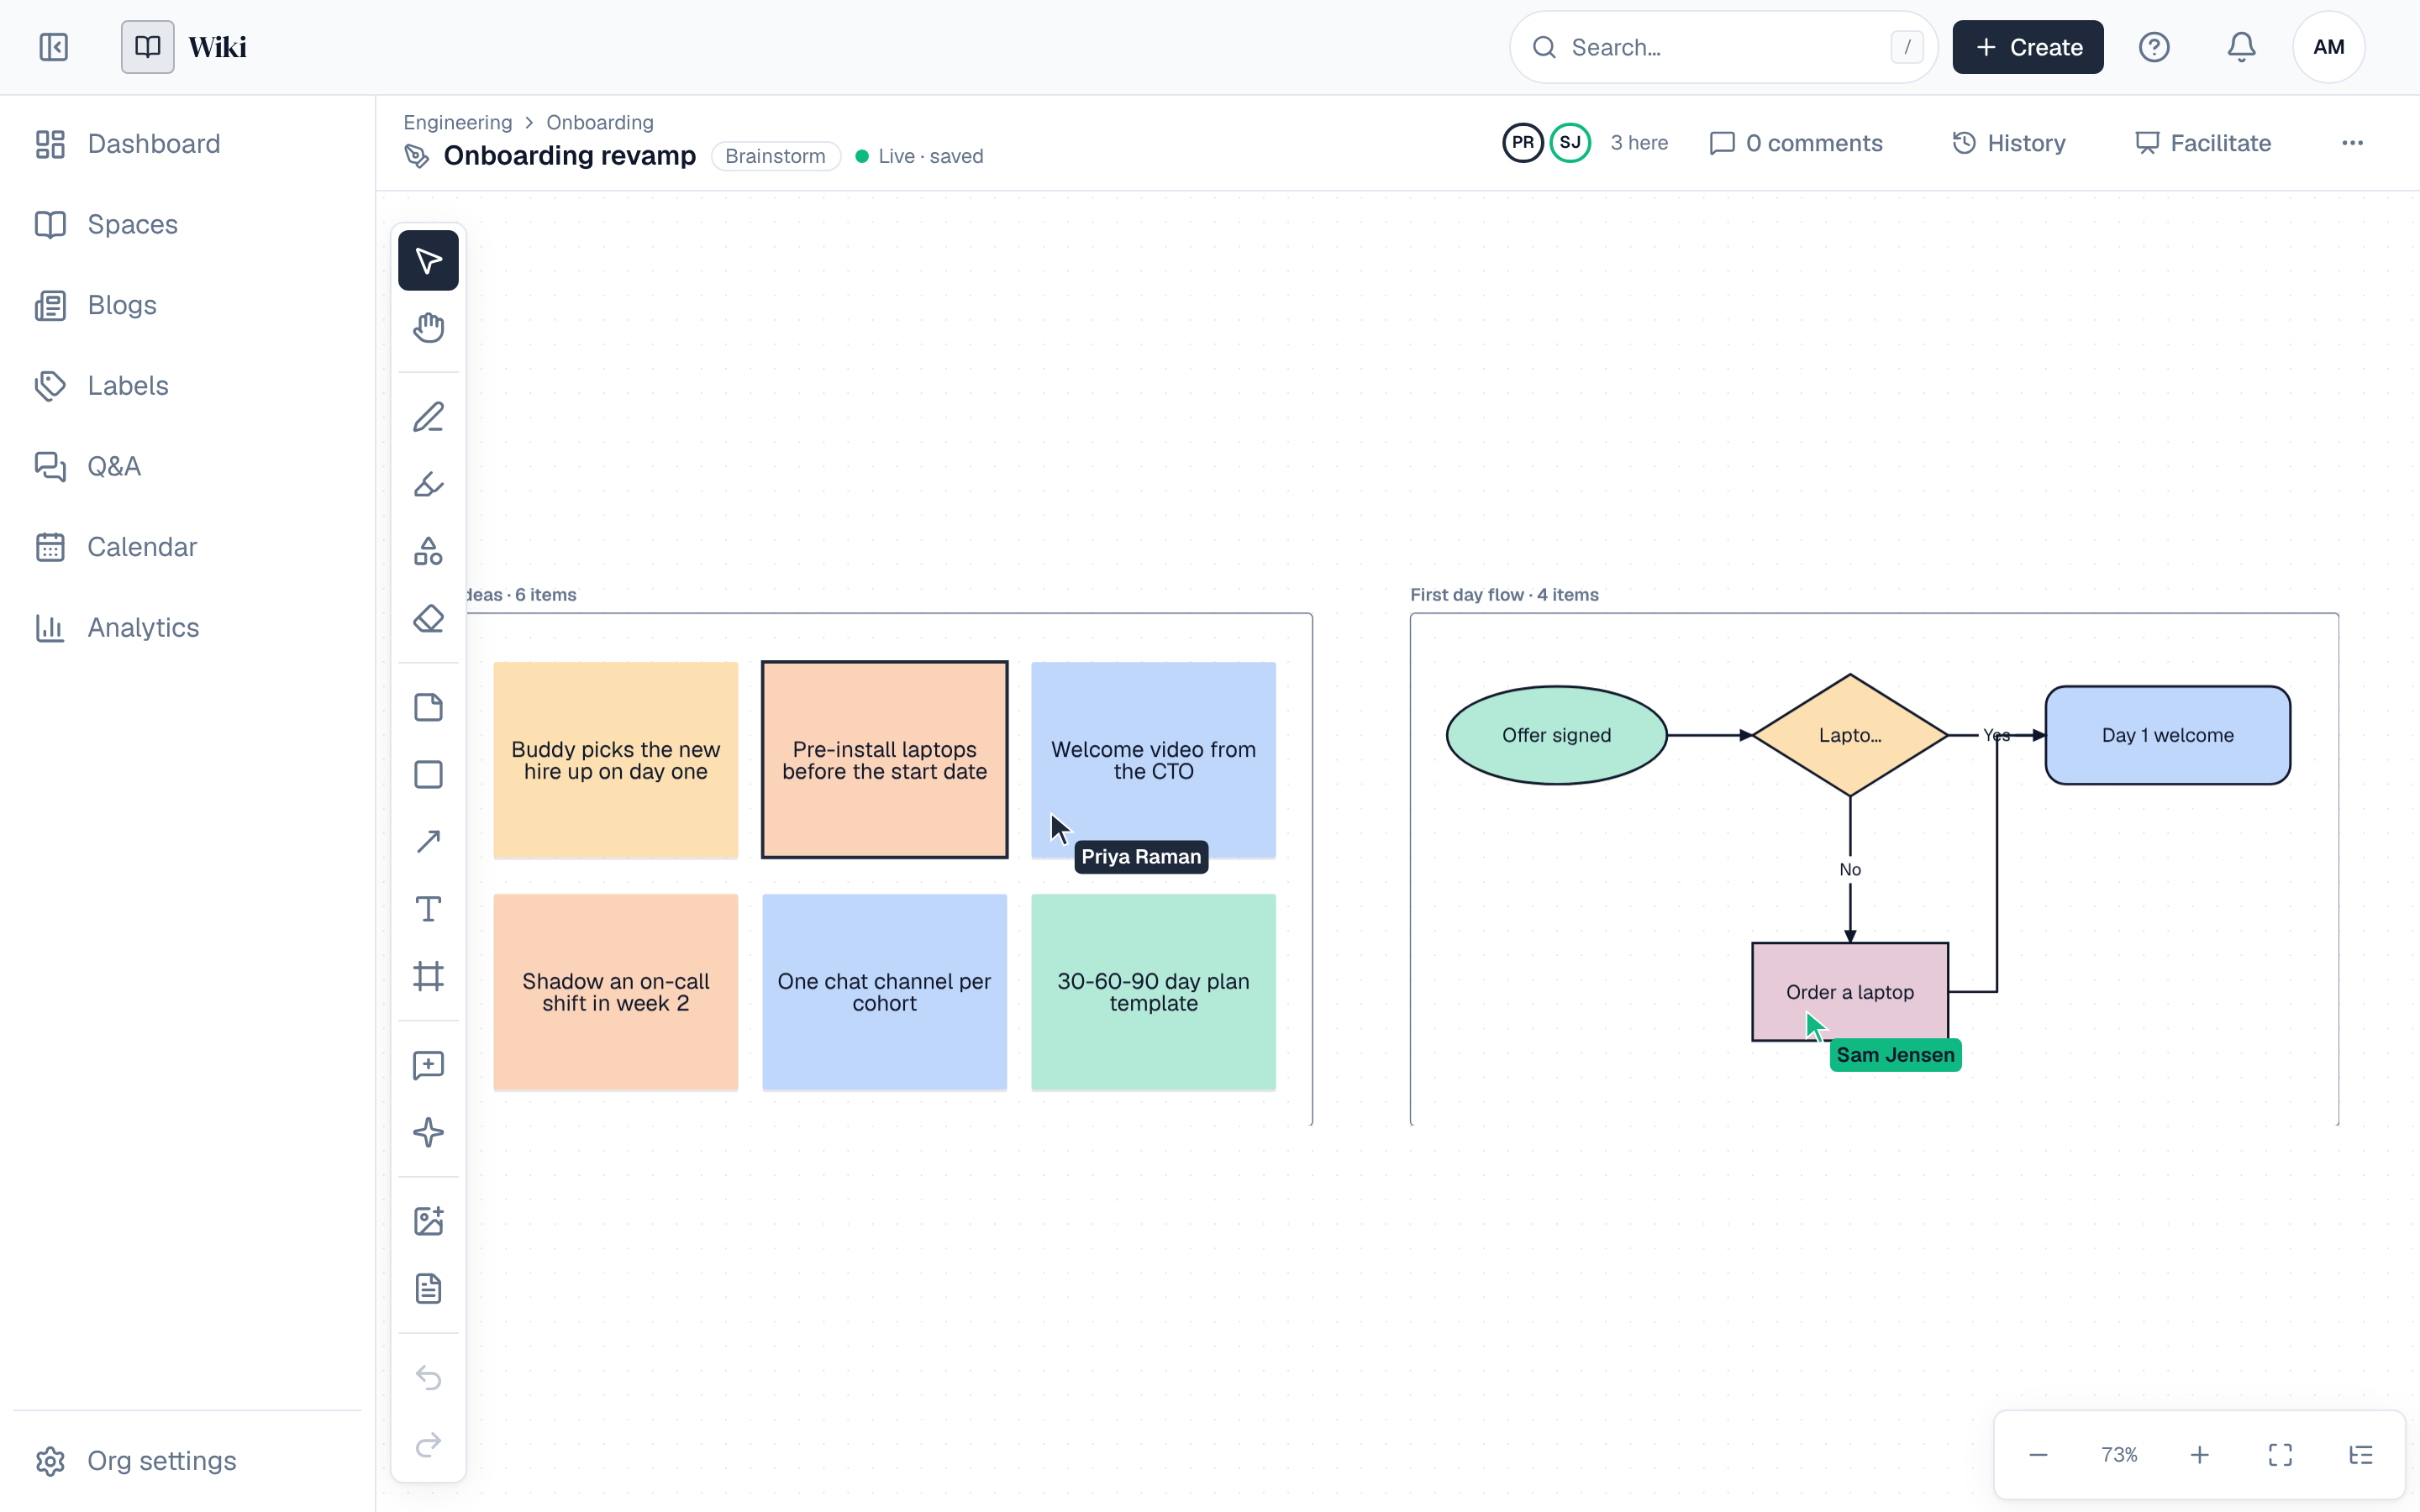 Wiki
Search...
/
Create
AM
Dashboard
Spaces
Blogs
Labels
Q&A
Calendar
Analytics
Org settings
Engineering > Onboarding
Onboarding revamp
Brainstorm
Live · saved
PR
SJ
3 here
0 comments
History
Facilitate
deas · 6 items
Buddy picks the new
hire up on day one
Pre-install laptops
before the start date
Welcome video from
the CTO
Priya Raman
Shadow an on-call
shift in week 2
One chat channel per
cohort
30-60-90 day plan
template
First day flow · 4 items
Offer signed
Lapto...
Yes
Day 1 welcome
No
Order a laptop
Sam Jensen
73%